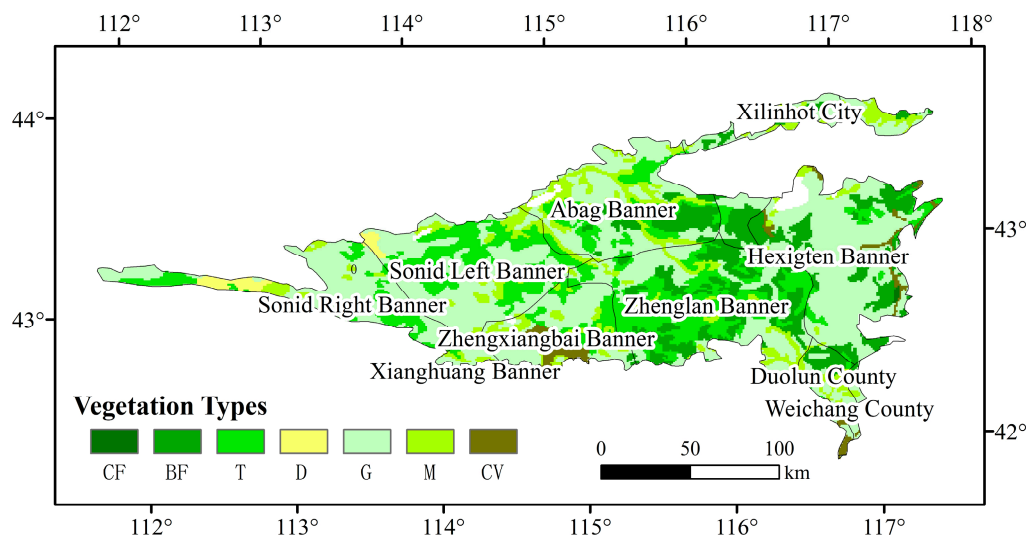 112° 113° 114° 115° 116° 117° 118°
44°
Xilinhot City
Abag Banner
43°
Hexigten Banner
Sonid Left Banner
0
Sonid Right Banner
Zhenglan Banner
43°
Zhengxiangbai Banner
Xianghuang Banner
Duolun County
Weichang County
42°
Vegetation Types
CF BF T D G M CV
0 50 100
km
112° 113° 114° 115° 116° 117°